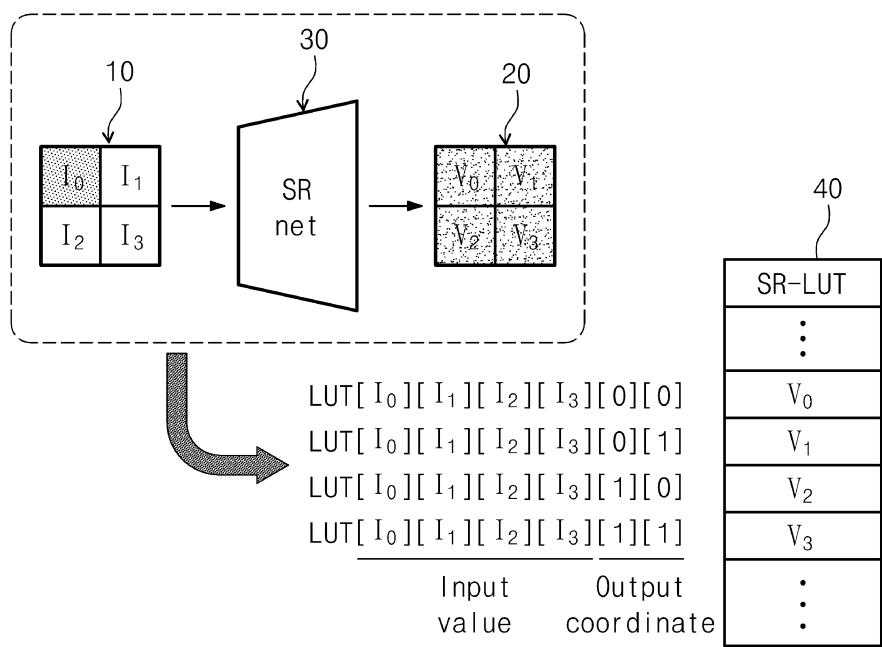 30
10
20
I₀ I₁
V₀ V₁
SR
net
I₂ I₃
V₂ V₃
40
SR-LUT
⋮
LUT[ I₀][ I₁][ I₂][ I₃][0][0]
V₀
LUT[ I₀][ I₁][ I₂][ I₃][0][1]
V₁
LUT[ I₀][ I₁][ I₂][ I₃][1][0]
V₂
LUT[ I₀][ I₁][ I₂][ I₃][1][1]
V₃
⋮
Input
value
Output
coordinate